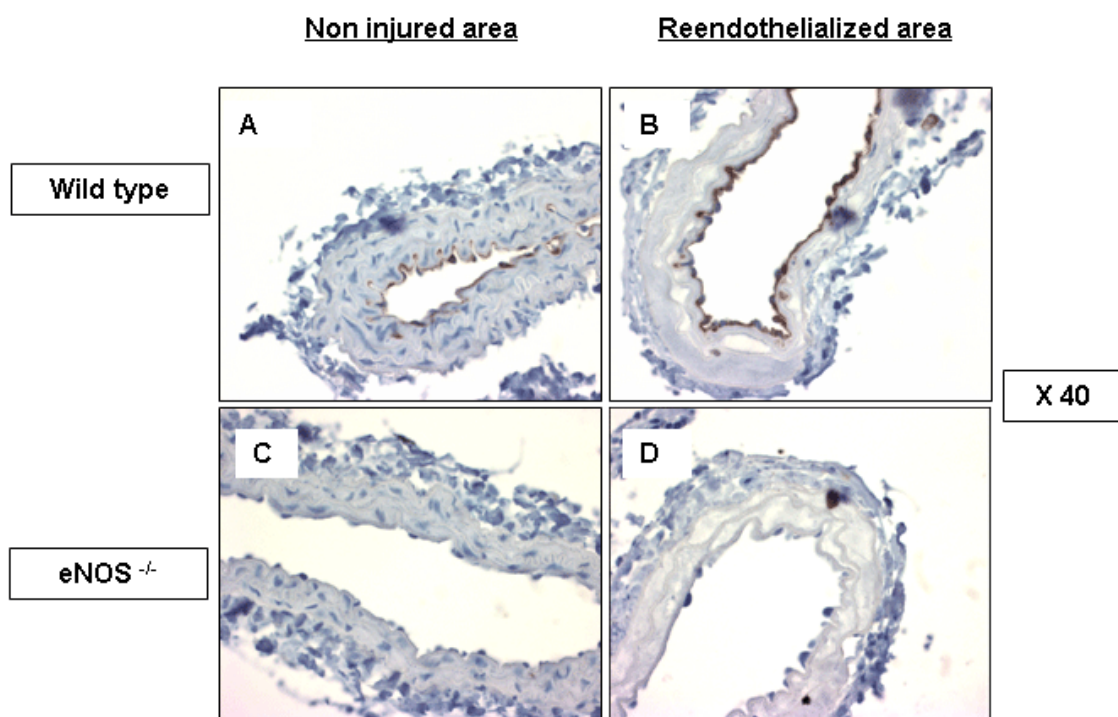 Non injured area
Reendothelialized area
A
B
Wild type
X 40
C
D
eNOS -/-